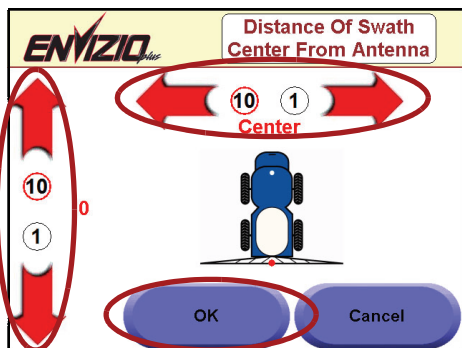 ENVIZIO plus
Distance Of Swath
Center From Antenna
10 1
Center
10
0
1
OK Cancel